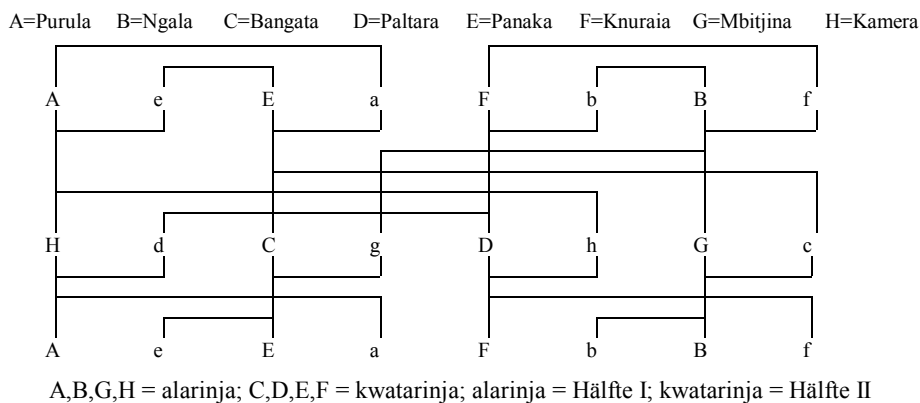 A=Purula B=Ngala C=Bangata D=Paltara E=Panaka F=Knuraia G=Mbitjina H=Kamera
A e E a F b B f
H d C g D h G c
A e E a F b B f
A,B,G,H = alarinja; C,D,E,F = kwatarinja; alarinja = Hälfte I; kwatarinja = Hälfte II